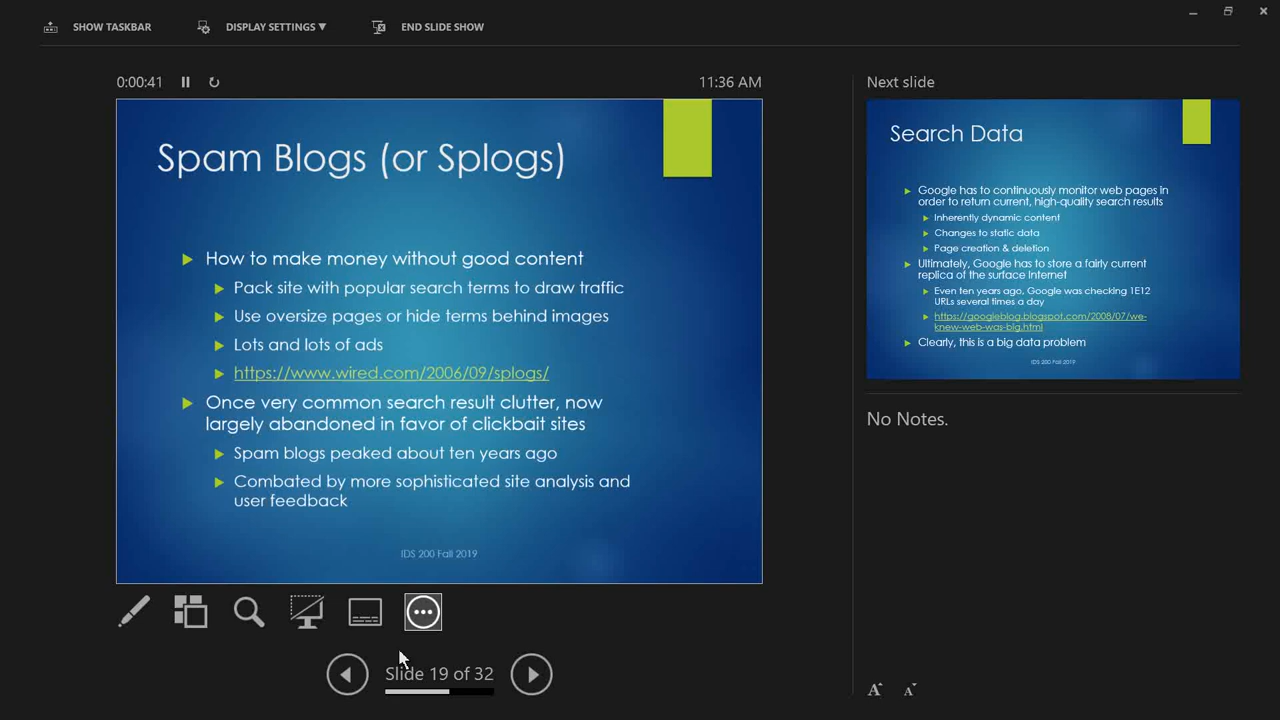 SHOW TASKBAR
DISPLAY SETTINGS ▼
END SLIDE SHOW
0:00:41
11:36 AM
Spam Blogs (or Splogs)
How to make money without good content
Pack site with popular search terms to draw traffic
Use oversize pages or hide terms behind images
Lots and lots of ads
https://www.wired.com/2006/09/splogs/
Once very common search result clutter, now
largely abandoned in favor of clickbait sites
Spam blogs peaked about ten years ago
Combated by more sophisticated site analysis and
user feedback
IDS 200 Fall 2019
Slide 19 of 32
Next slide
Search Data
Google has to continuously monitor web pages in
order to return current, high-quality search results
Inherently dynamic content
Changes to static data
Page creation & deletion
Ultimately, Google has to store a fairly current
replica of the surface Internet
Even ten years ago, Google was checking 1E12
URLs several times a day
https://googleblog.blogspot.com/2008/07/we-
knew-web-was-big.html
Clearly, this is a big data problem
IDS 200 Fall 2019
No Notes.
A A